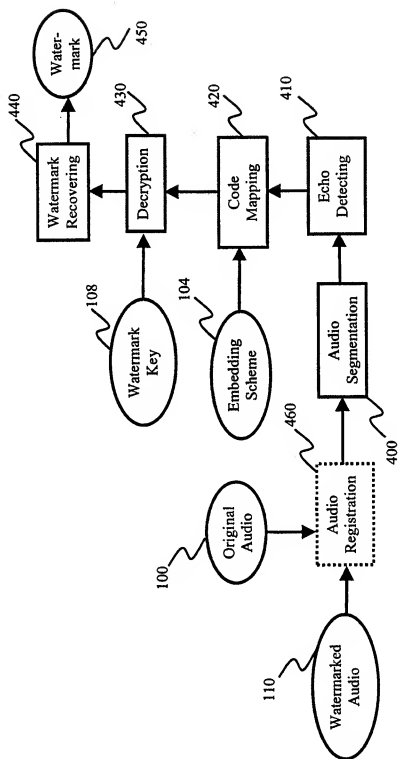 110
Watermarked
Audio
100
Original
Audio
460
Audio
Registration
400
Audio
Segmentation
410
Echo
Detecting
104
Embedding
Scheme
420
Code
Mapping
108
Watermark
Key
430
Decryption
440
Watermark
Recovering
450
Water-
mark